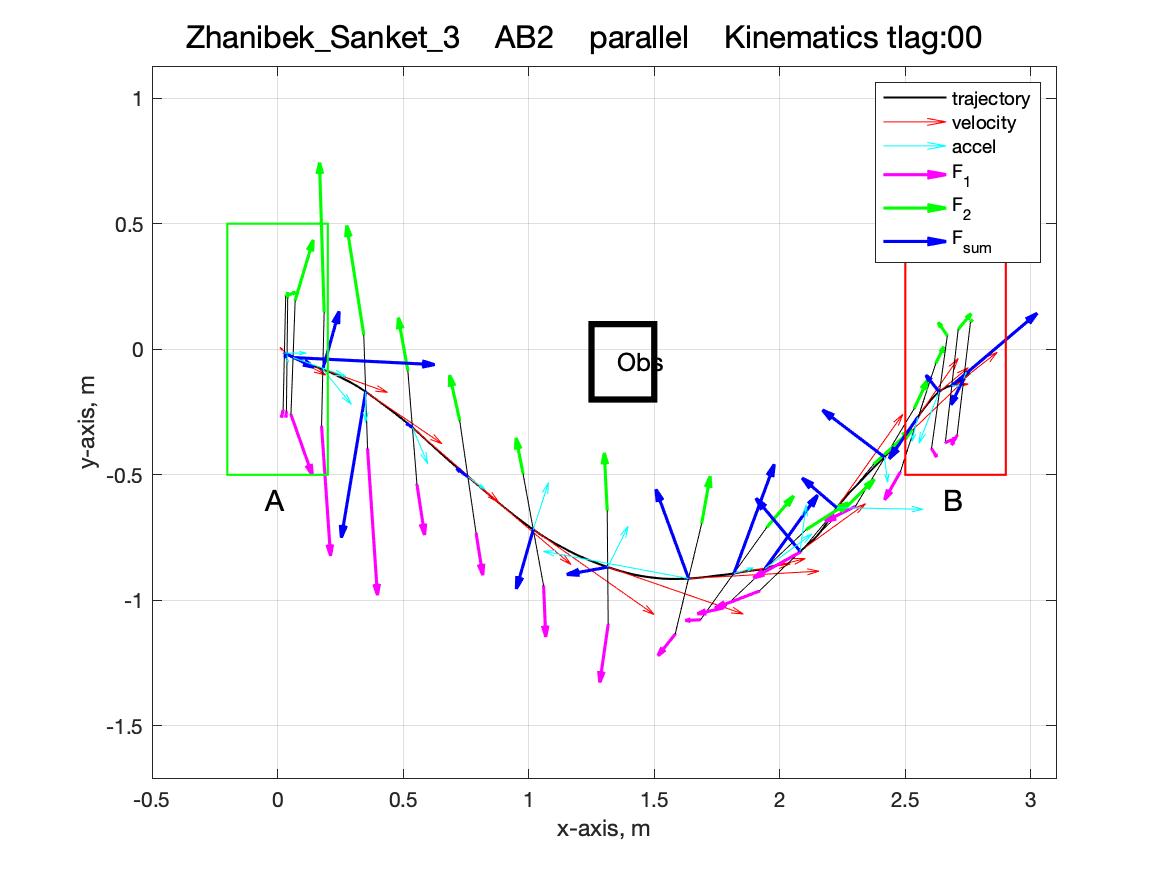 Zhanibek_Sanket_3 AB2 parallel Kinematics tlag:00
trajectory
velocity
accel
F1
F2
Fsum
1
0.5
0
-0.5
-1
-1.5
y-axis, m
Obs
A
B
-0.5 0 0.5 1 1.5 2 2.5 3
x-axis, m